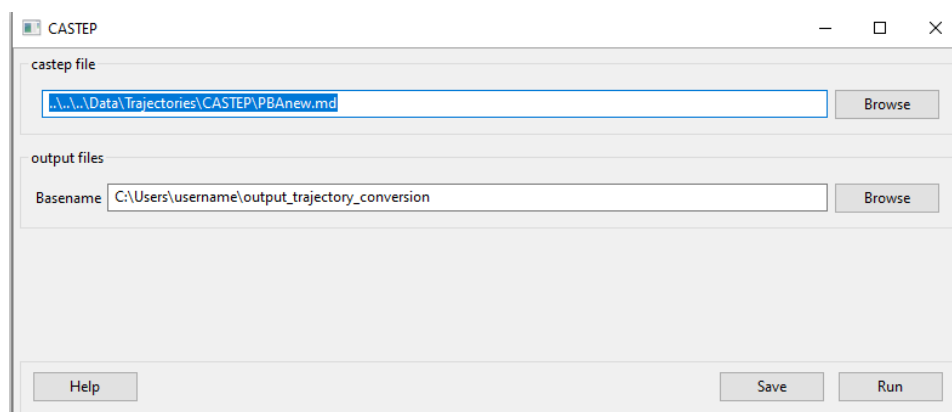 CASTEP
castep file
..\..\..\Data\Trajectories\CASTEP\PBAnew.md
Browse
output files
Basename C:\Users\username\output_trajectory_conversion
Browse
Help
Save
Run